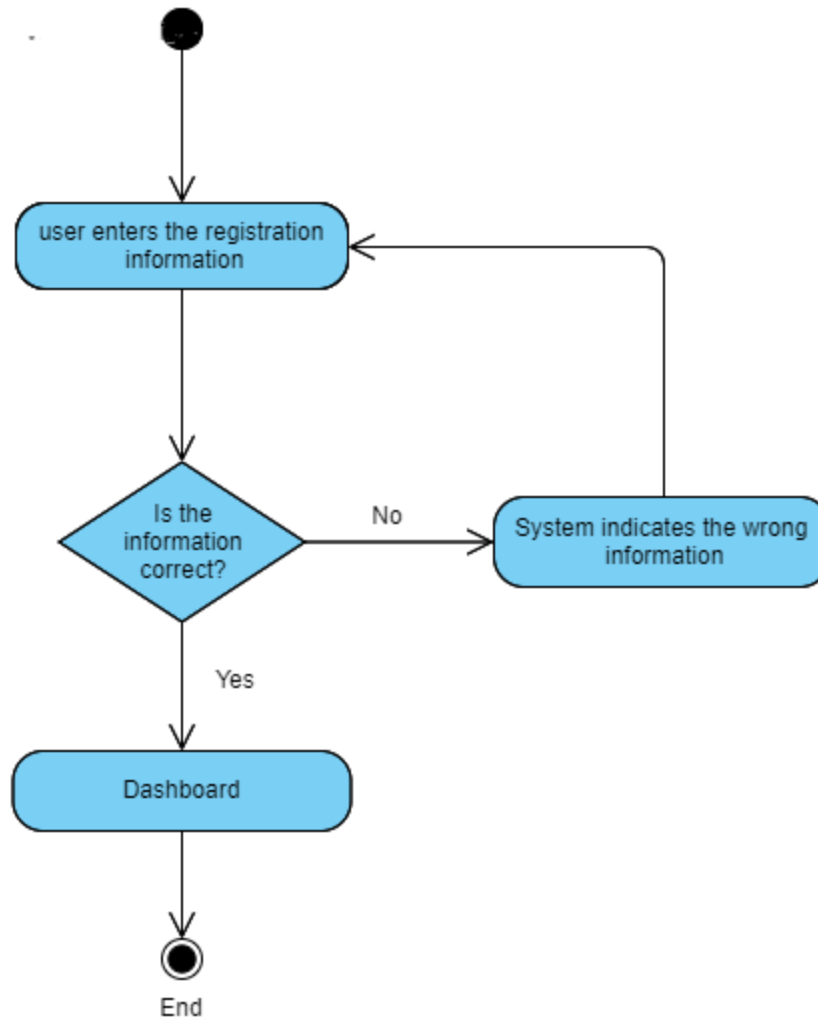 user enters the registration
information
Is the
information
correct?
No
System indicates the wrong
information
Yes
Dashboard
End